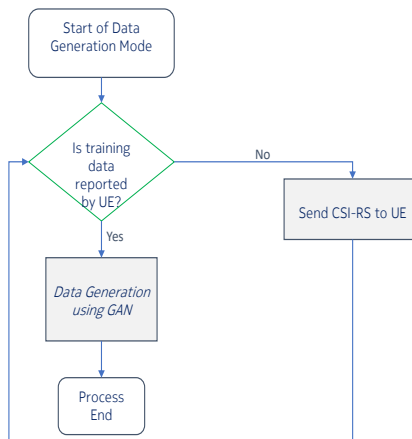 Start of Data
Generation Mode
Is training
data
reported
by UE?
No
Send CSI-RS to UE
Yes
Data Generation
using GAN
Process
End